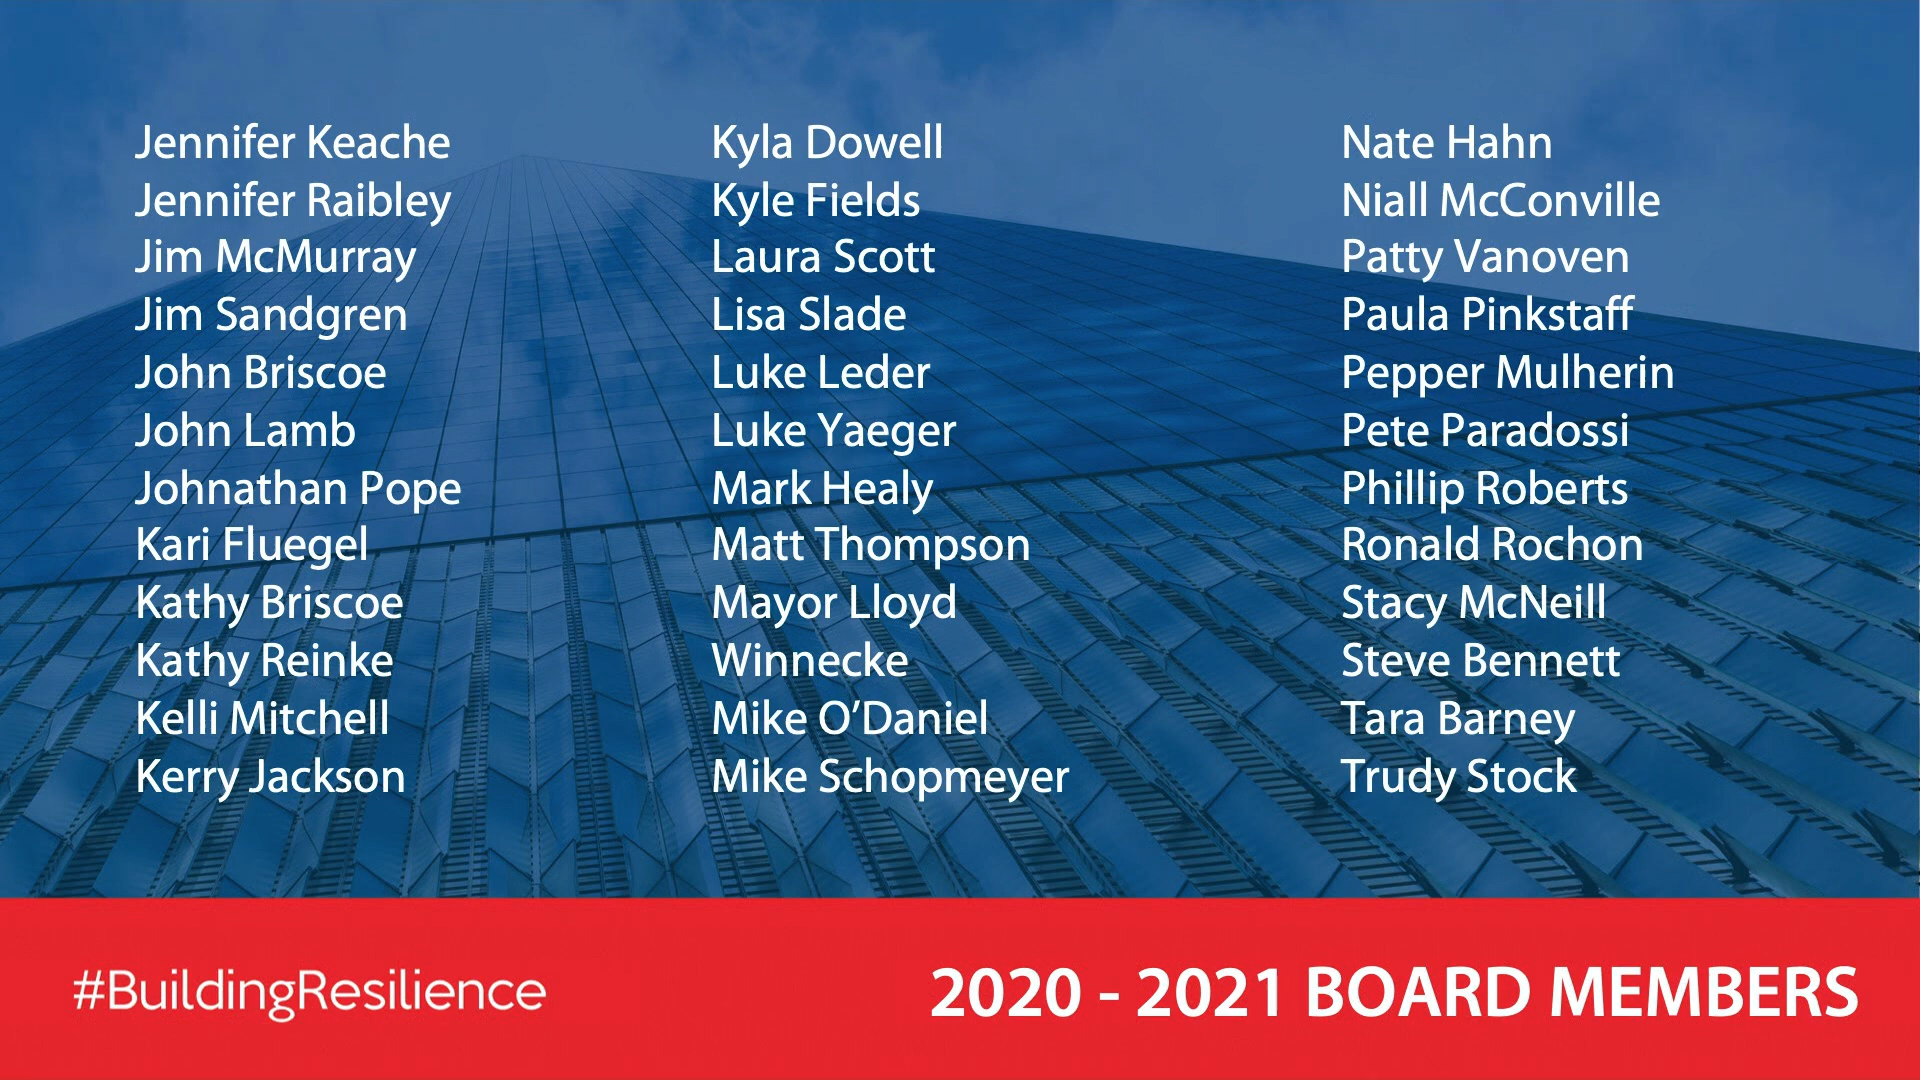 Jennifer Keache
Jennifer Raibley
Jim McMurray
Jim Sandgren
John Briscoe
John Lamb
Johnathan Pope
Kari Fluegel
Kathy Briscoe
Kathy Reinke
Kelli Mitchell
Kerry Jackson
Kyla Dowell
Kyle Fields
Laura Scott
Lisa Slade
Luke Leder
Luke Yaeger
Mark Healy
Matt Thompson
Mayor Lloyd
Winnecke
Mike O’Daniel
Mike Schopmeyer
Nate Hahn
Niall McConville
Patty Vanoven
Paula Pinkstaff
Pepper Mulherin
Pete Paradossi
Phillip Roberts
Ronald Rochon
Stacy McNeill
Steve Bennett
Tara Barney
Trudy Stock
#BuildingResilience
2020 - 2021 BOARD MEMBERS